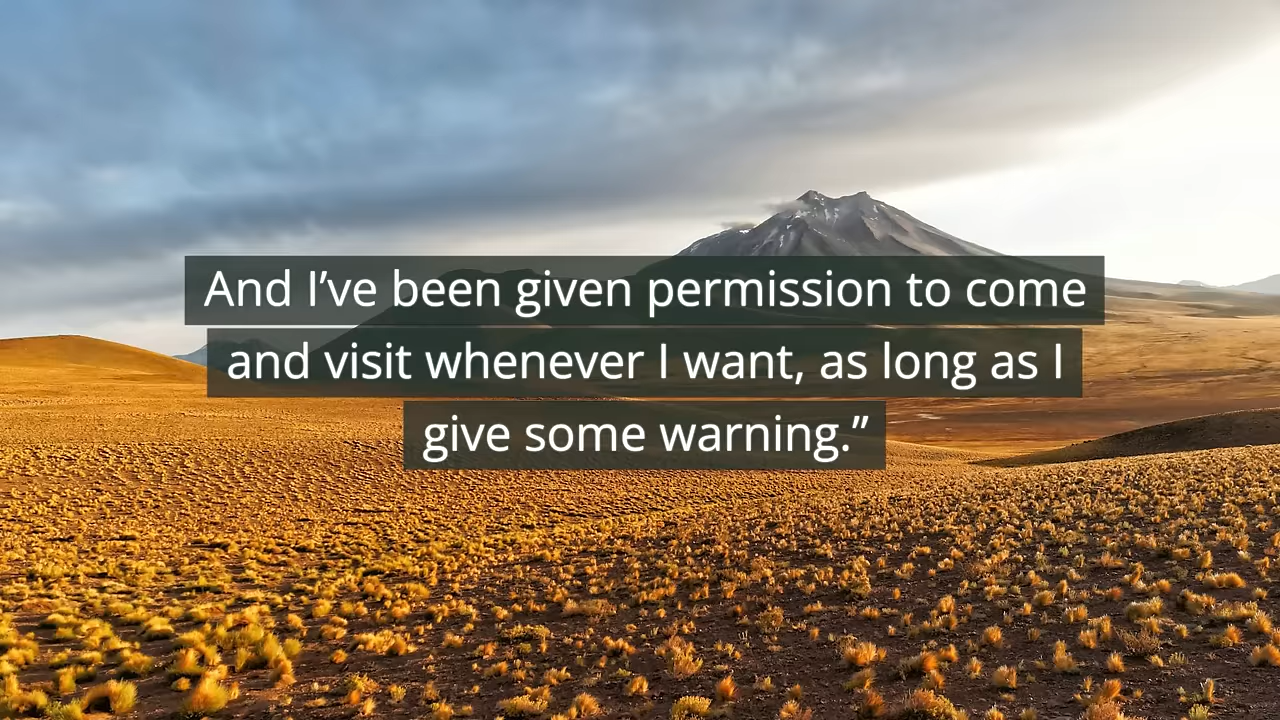 And I’ve been given permission to come
and visit whenever I want, as long as I
give some warning.”